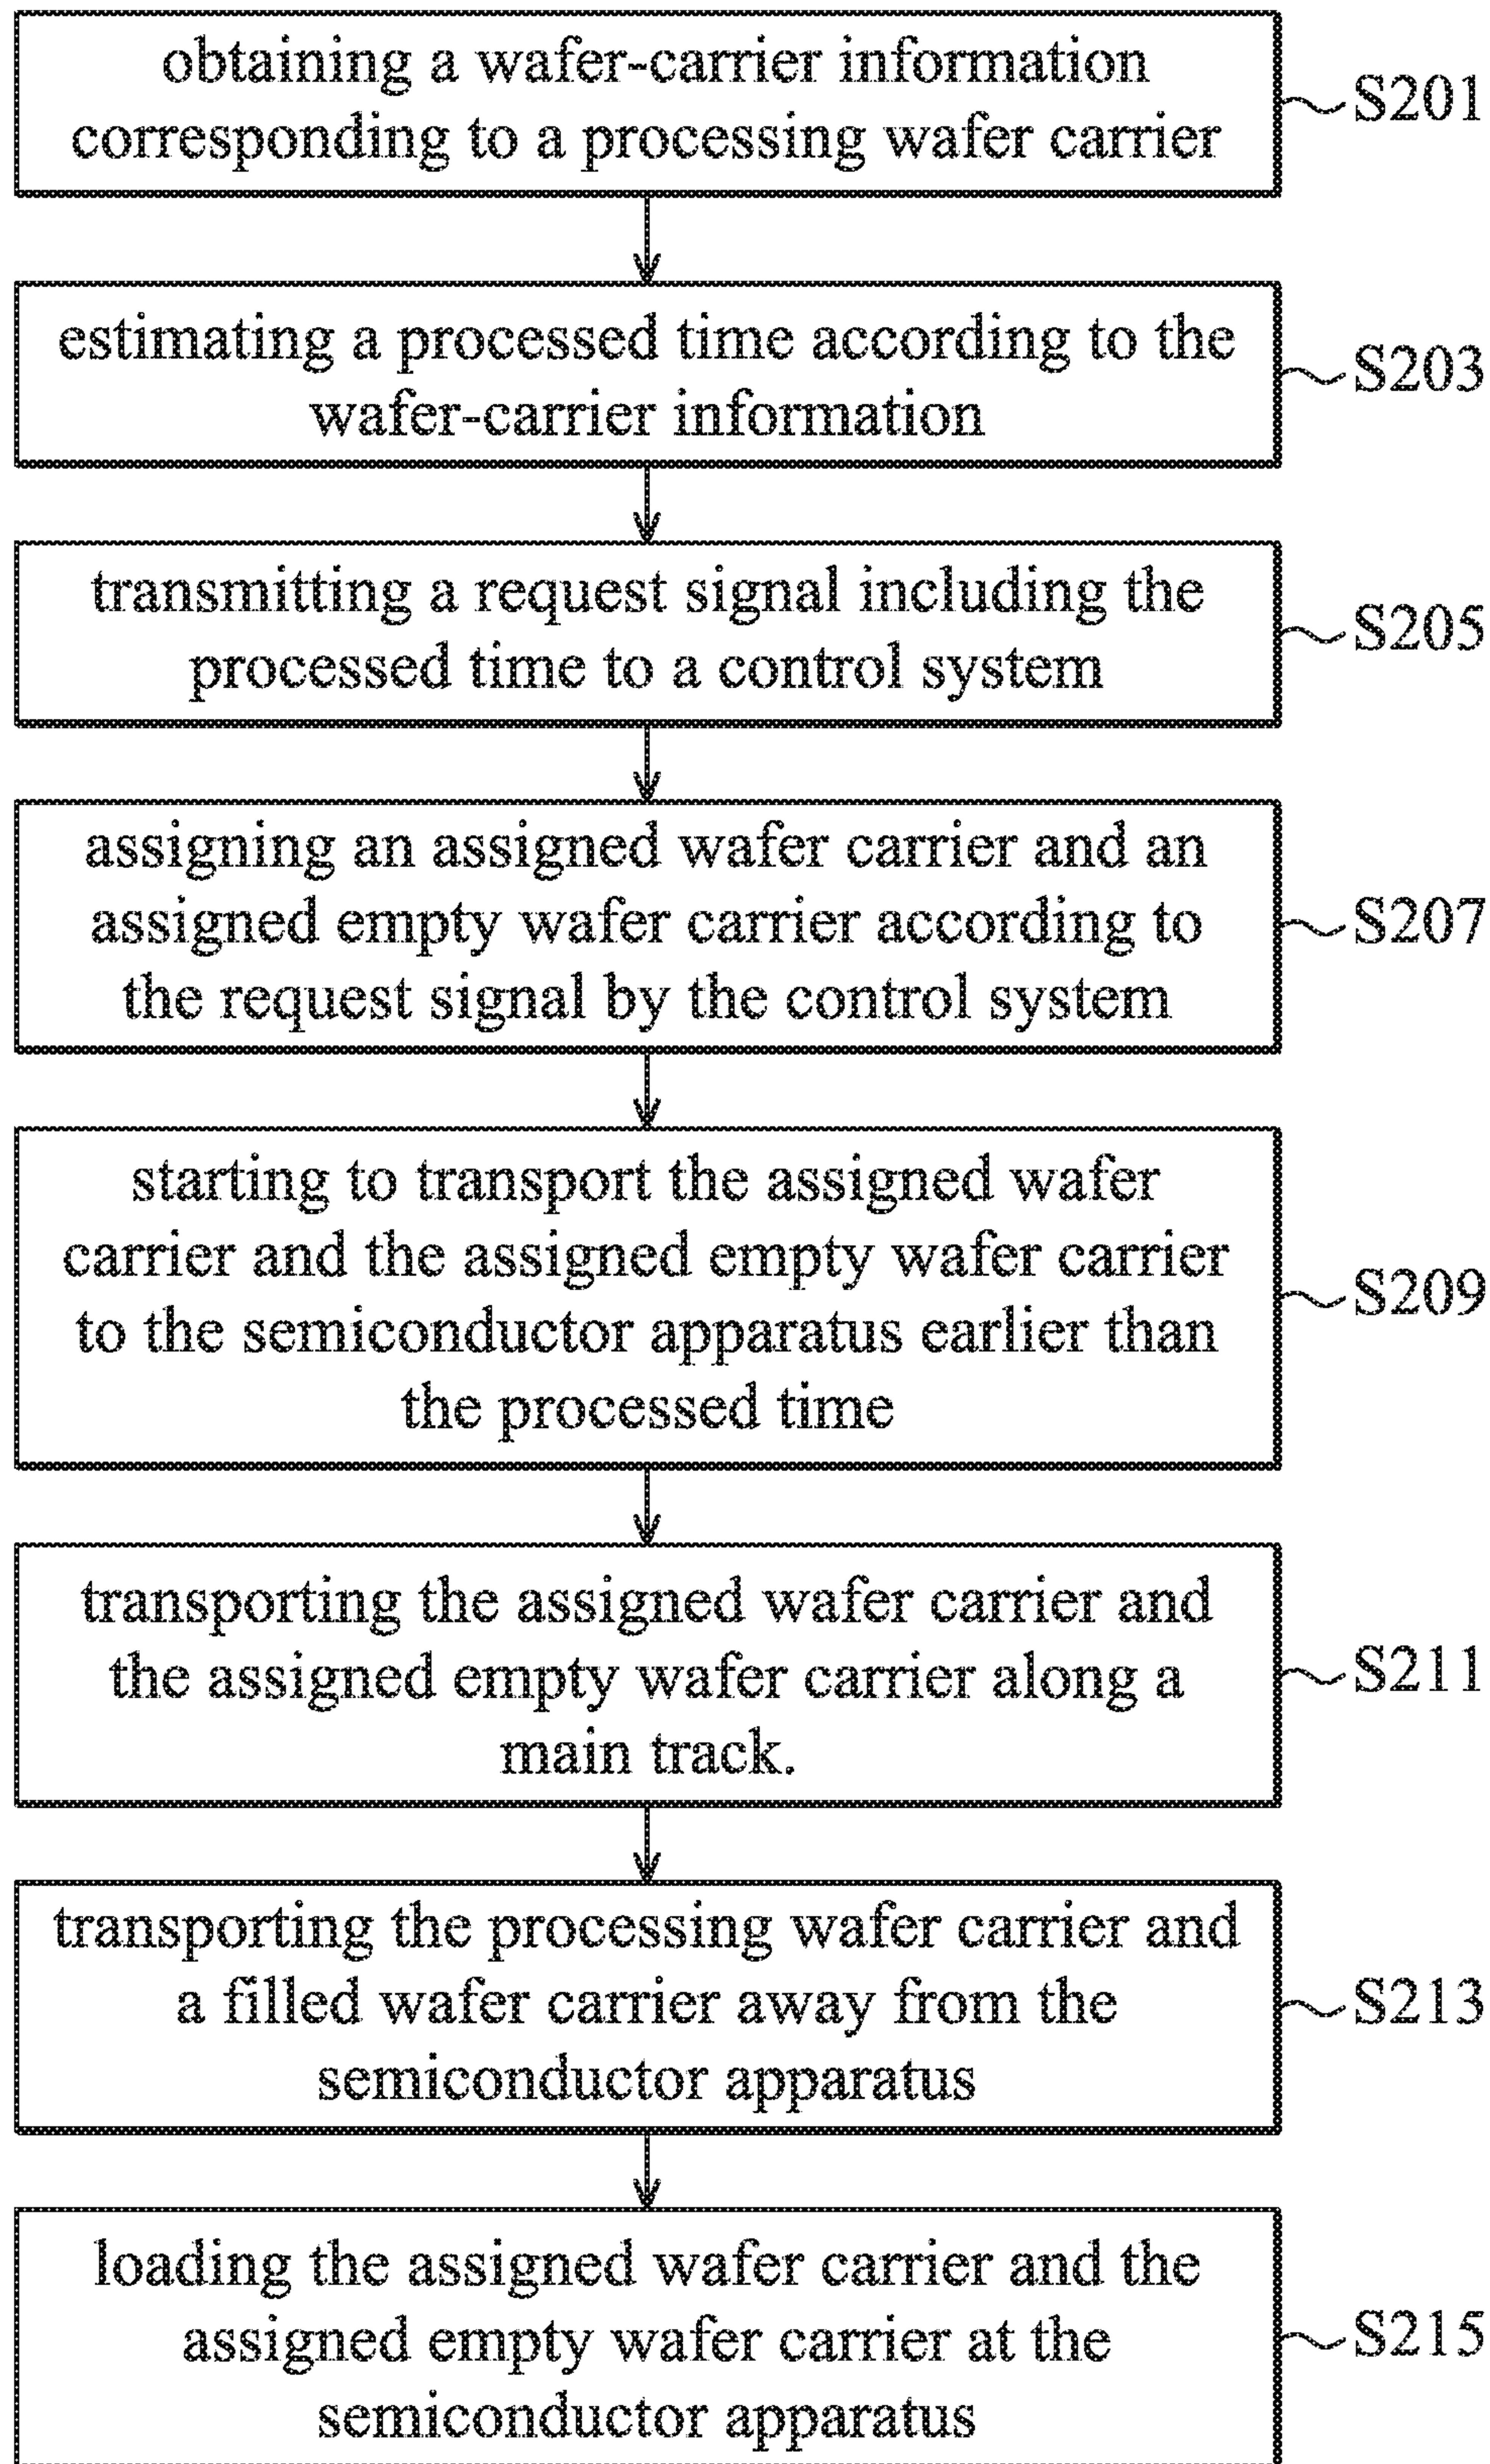 obtaining a wafer-carrier information
corresponding to a processing wafer carrier
S201
estimating a processed time according to the
wafer-carrier information
S203
transmitting a request signal including the
processed time to a control system
S205
assigning an assigned wafer carrier and an
assigned empty wafer carrier according to
the request signal by the control system
S207
starting to transport the assigned wafer
carrier and the assigned empty wafer carrier
to the semiconductor apparatus earlier than
the processed time
S209
transporting the assigned wafer carrier and
the assigned empty wafer carrier along a
main track.
S211
transporting the processing wafer carrier and
a filled wafer carrier away from the
semiconductor apparatus
S213
loading the assigned wafer carrier and the
assigned empty wafer carrier at the
semiconductor apparatus
S215